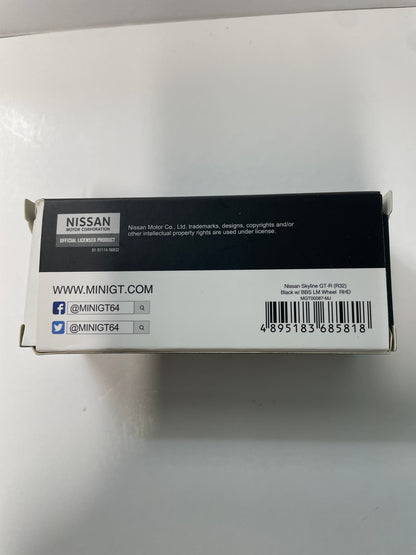 NISSAN
MOTOR CORPORATION
OFFICIAL LICENSED PRODUCT
Nissan Motor Co., Ltd. trademarks, designs, copyrights and/or
other intellectual property rights are used under license.
WWW.MINIGT.COM
@MINIGT64
@MINIGT64
Nissan Skyline GT-R (R32)
Black w/ BBS LM Wheel RHD
MGT00087-MJ
4 895183 685818